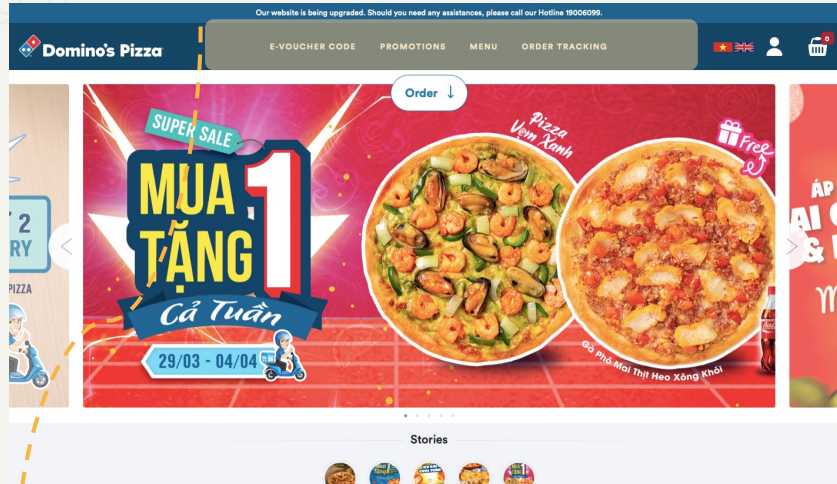 Our website is being upgraded. Should you need any assistances, please call our Hotline 19006099.
Domino's Pizza
E-VOUCHER CODE PROMOTIONS MENU ORDER TRACKING
0
Order ↓
SUPER SALE
MUA 1
TẶNG
Cả Tuần
29/03 - 04/04
Pizza
Vẹm Xanh
Free
Gà Phô Mai Thịt Heo Xông Khói
2
RY
PIZZA
ÁP
AI
&
Stories